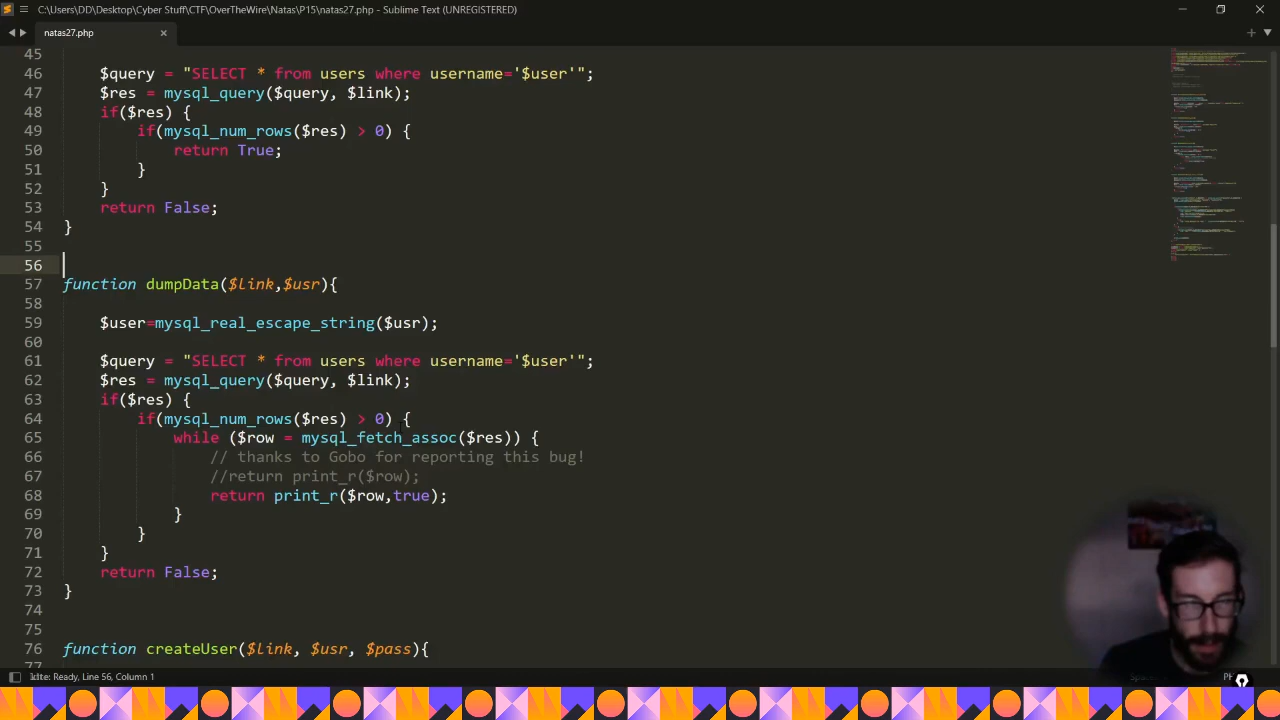 C:\Users\DD\Desktop\Cyber Stuff\CTF\OverTheWire\Natas\P15\natas27.php - Sublime Text (UNREGISTERED)
natas27.php
45
46 $query = "SELECT * from users where username='$user'";
47 $res = mysql_query($query, $link);
48 if($res) {
49 if(mysql_num_rows($res) > 0) {
50 return True;
51 }
52 }
53 return False;
54 }
55
56
57 function dumpData($link,$usr){
58
59 $user=mysql_real_escape_string($usr);
60
61 $query = "SELECT * from users where username='$user'";
62 $res = mysql_query($query, $link);
63 if($res) {
64 if(mysql_num_rows($res) > 0) {
65 while ($row = mysql_fetch_assoc($res)) {
66 // thanks to Gobo for reporting this bug!
67 //return print_r($row);
68 return print_r($row,true);
69 }
70 }
71 }
72 return False;
73 }
74
75
76 function createUser($link, $usr, $pass){
77
Ready, Line 56, Column 1